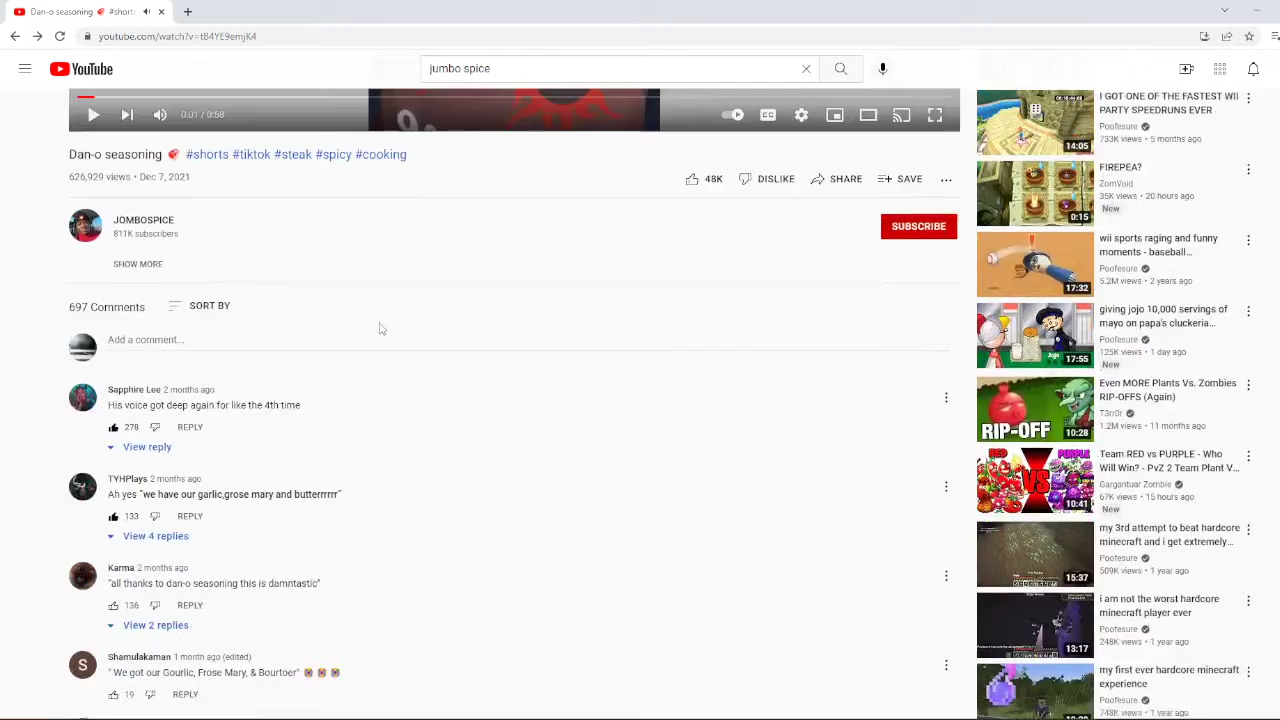 Dan-o seasoning #shorts
youtube.com/watch?v=tB4YE9emjK4
YouTube
jumbo spice
0:01 / 0:58
CC
Dan-o seasoning #shorts #tiktok #steak #spicy #cooking
626,929 views • Dec 7, 2021
48K
DISLIKE
SHARE
SAVE
JOMBOSPICE
811K subscribers
SUBSCRIBE
SHOW MORE
697 Comments
SORT BY
Add a comment...
Sapphire Lee 2 months ago
His voice got deep again for like the 4th time
278
REPLY
View reply
TYHPlays 2 months ago
Ah yes “we have our garlic,grose mary and butterrrrrr”
133
REPLY
View 4 replies
Karma 2 months ago
“all thanks to dan-o seasoning this is damntastic”
136
REPLY
View 2 replies
S
Shamulakaman 1 month ago (edited)
" We got our Gourlic, Frose Mary, & Bourtoer"
19
REPLY
14:05
I GOT ONE OF THE FASTEST WII
PARTY SPEEDRUNS EVER
Poofesure
733K views • 5 months ago
0:15
FIREPEA?
ZomVoid
35K views • 20 hours ago
New
17:32
wii sports raging and funny
moments - baseball...
Poofesure
5.2M views • 2 years ago
17:55
giving jojo 10,000 servings of
mayo on papa's cluckeria...
Poofesure
125K views • 1 day ago
New
RIP-OFF
10:28
Even MORE Plants Vs. Zombies
RIP-OFFS (Again)
T3rr0r
1.2M views • 11 months ago
RED
PURPLE
VS
10:41
Team RED vs PURPLE - Who
Will Win? - PvZ 2 Team Plant V...
Gargantuar Zombie
67K views • 15 hours ago
New
15:37
my 3rd attempt to beat hardcore
minecraft and i get extremely...
Poofesure
509K views • 1 year ago
13:17
i am not the worst hardcore
minecraft player ever
Poofesure
248K views • 1 year ago
my first ever hardcore minecraft
experience
Poofesure
748K views • 1 year ago